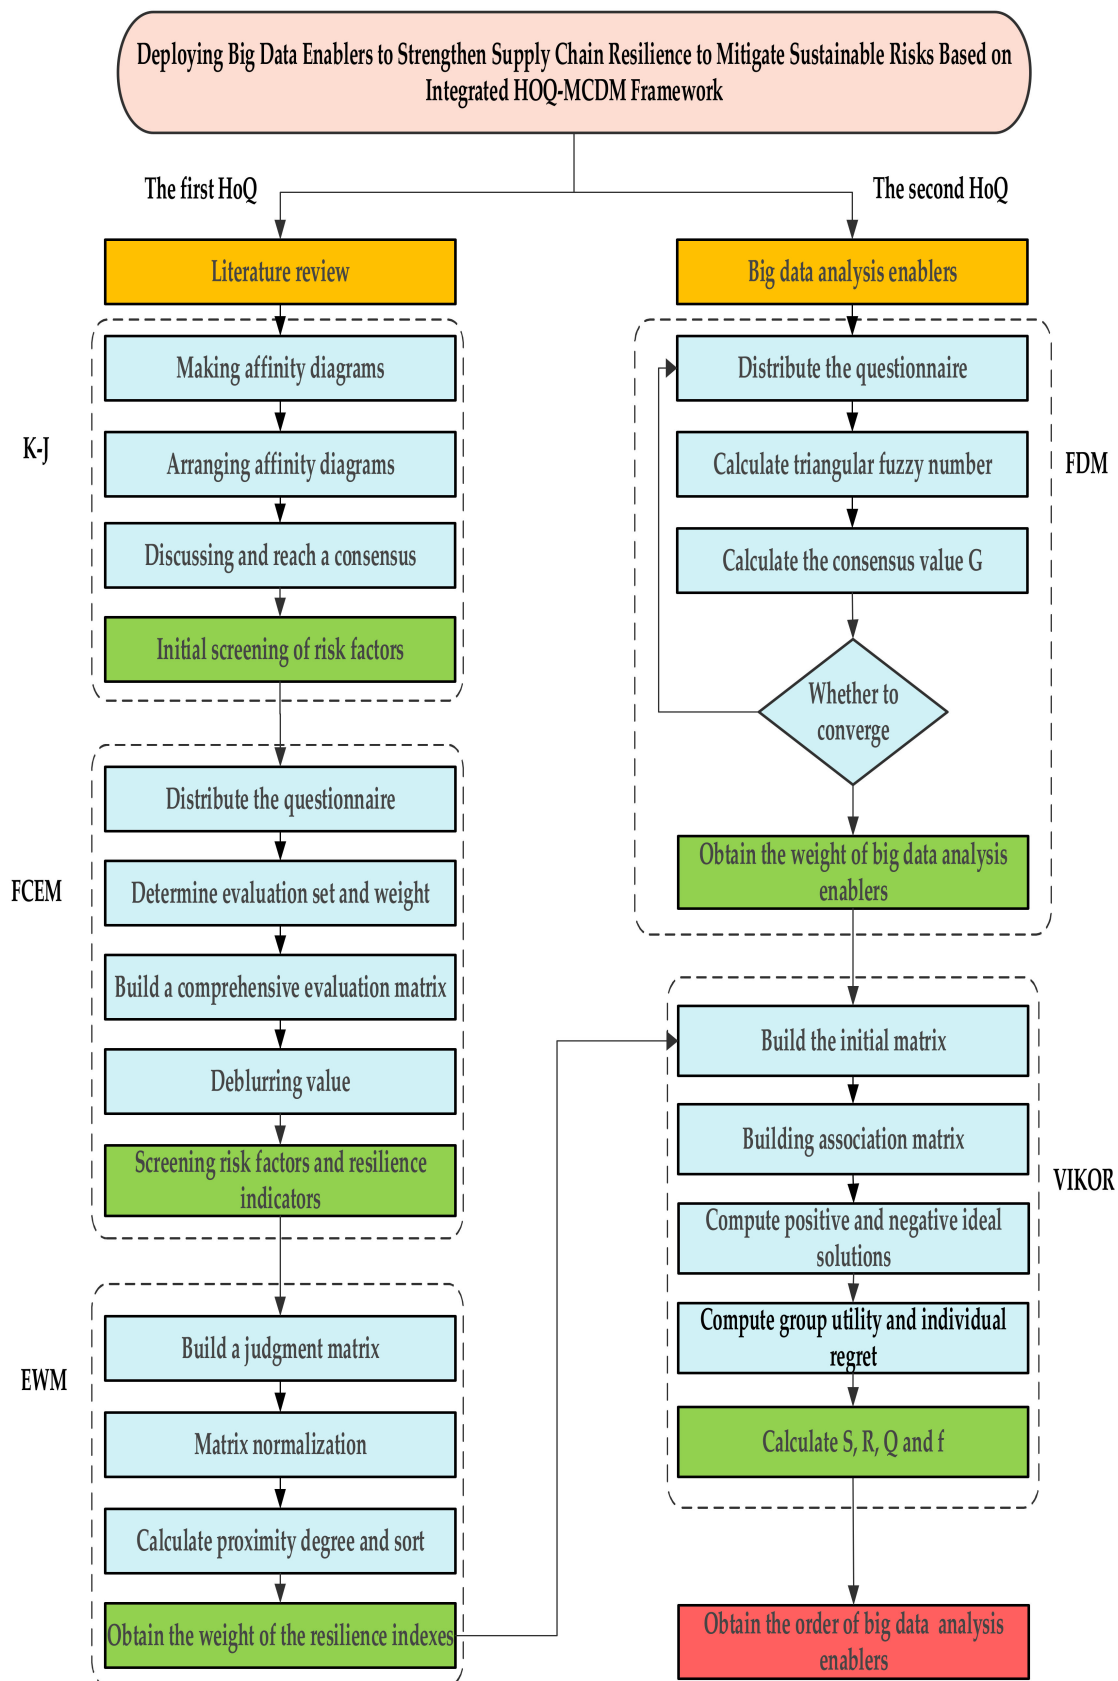 Deploying Big Data Enablers to Strengthen Supply Chain Resilience to Mitigate Sustainable Risks Based on
Integrated HOQ-MCDM Framework
The first HoQ
The second HoQ
Literature review
K-J
Making affinity diagrams
Arranging affinity diagrams
Discussing and reach a consensus
Initial screening of risk factors
FCEM
Distribute the questionnaire
Determine evaluation set and weight
Build a comprehensive evaluation matrix
Deblurring value
Screening risk factors and resilience
indicators
EWM
Build a judgment matrix
Matrix normalization
Calculate proximity degree and sort
Obtain the weight of the resilience indexes
Big data analysis enablers
FDM
Distribute the questionnaire
Calculate triangular fuzzy number
Calculate the consensus value G
Whether to
converge
Obtain the weight of big data analysis
enablers
VIKOR
Build the initial matrix
Building association matrix
Compute positive and negative ideal
solutions
Compute group utility and individual
regret
Calculate S, R, Q and f
Obtain the order of big data analysis
enablers